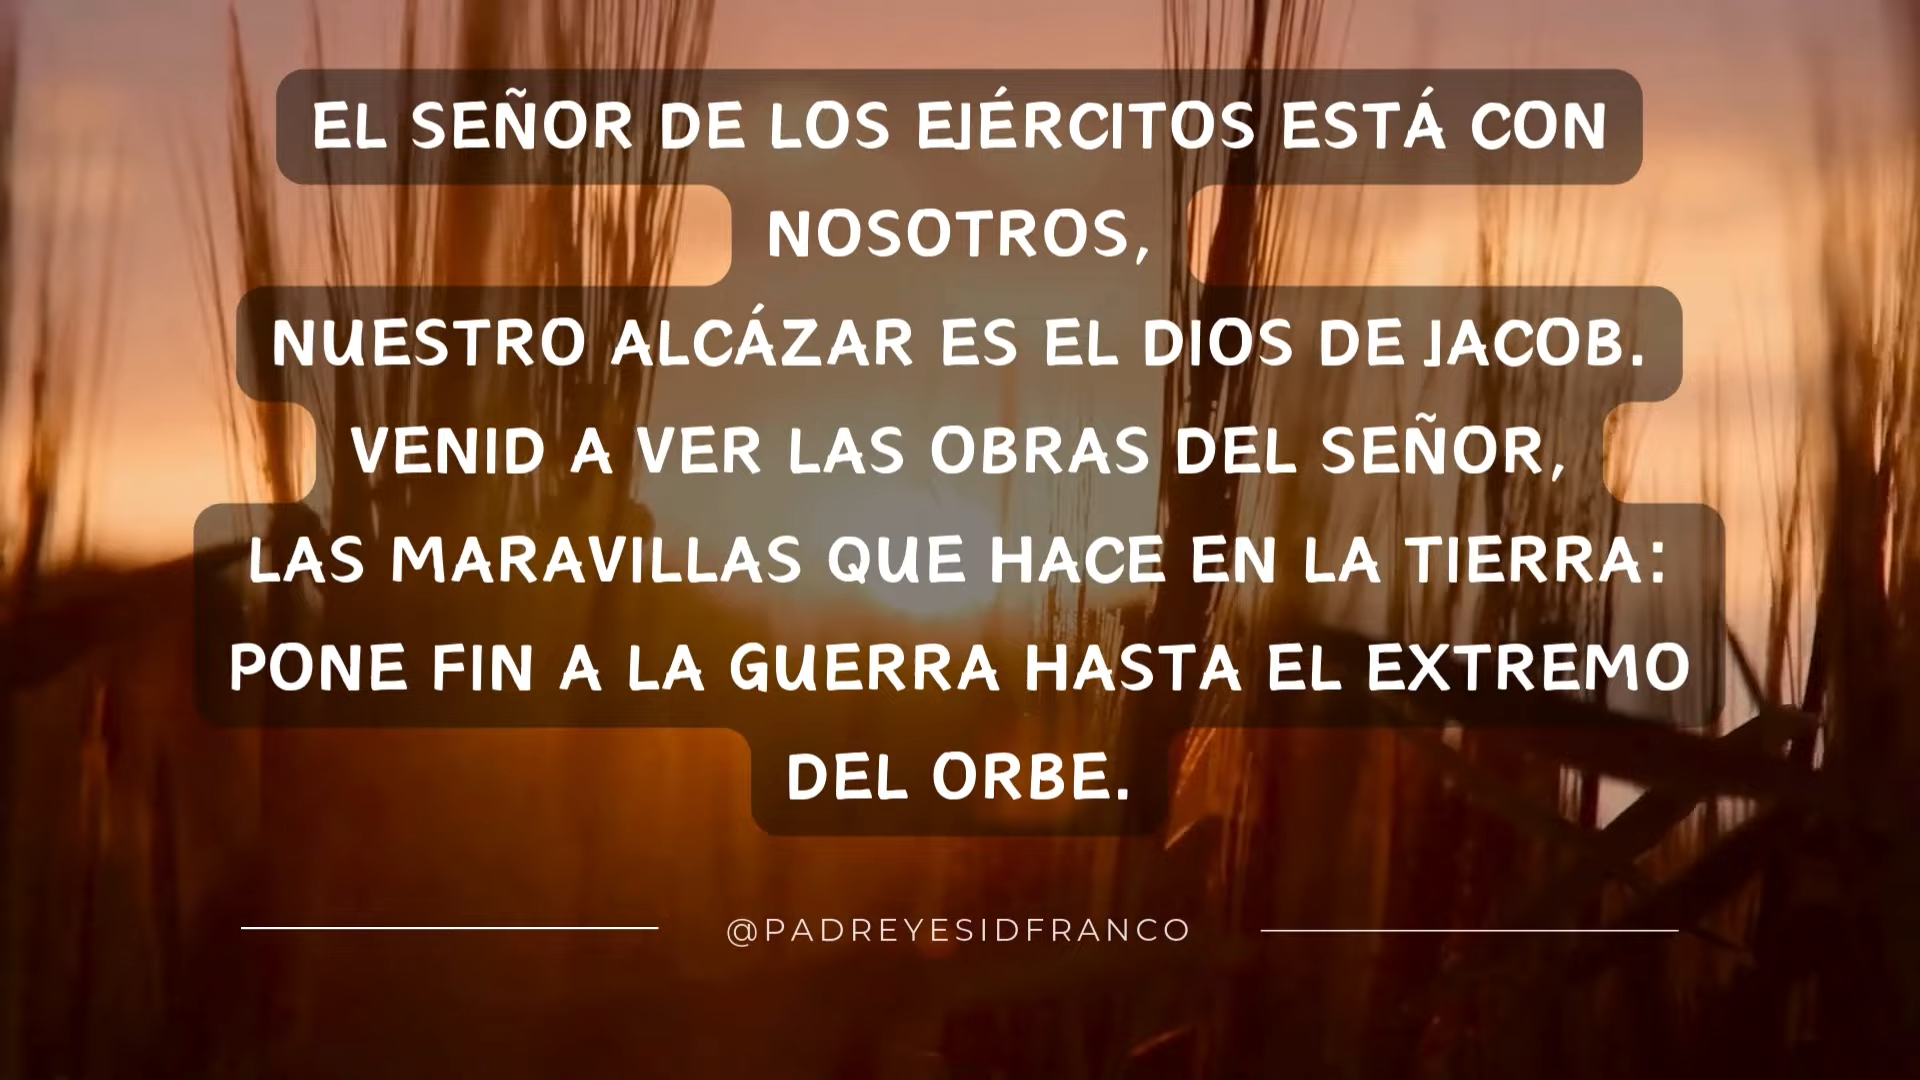 EL SEÑOR DE LOS EJÉRCITOS ESTÁ CON
NOSOTROS,
NUESTRO ALCÁZAR ES EL DIOS DE JACOB.
VENID A VER LAS OBRAS DEL SEÑOR,
LAS MARAVILLAS QUE HACE EN LA TIERRA:
PONE FIN A LA GUERRA HASTA EL EXTREMO
DEL ORBE.
@PADREYESIDFRANCO